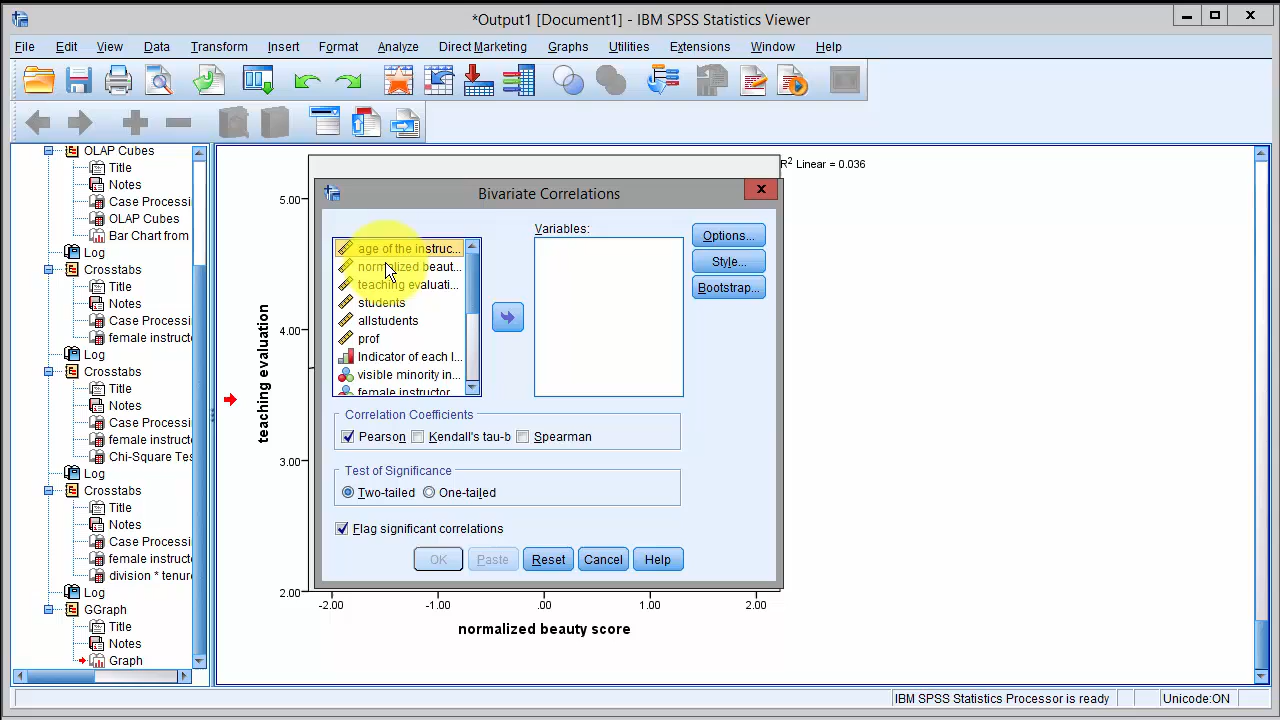 *Output1 [Document1] - IBM SPSS Statistics Viewer
File Edit View Data Transform Insert Format Analyze Direct Marketing Graphs Utilities Extensions Window Help
OLAP Cubes
Title
Notes
Case Processi
OLAP Cubes
Bar Chart from
Log
Crosstabs
Title
Notes
Case Processi
female instruct
Log
Crosstabs
Title
Notes
Case Processi
female instruct
Chi-Square Tes
Log
Crosstabs
Title
Notes
Case Processi
female instruct
division * tenure
Log
GGraph
Title
Notes
Graph
R2 Linear = 0.036
5.00
4.00
3.00
2.00
teaching evaluation
-2.00 -1.00 .00 1.00 2.00
normalized beauty score
Bivariate Correlations
age of the instruc...
normalized beaut...
teaching evaluati...
students
allstudents
prof
Indicator of each I...
visible minority in...
female instructor
Variables:
Options...
Style...
Bootstrap...
Correlation Coefficients
Pearson Kendall's tau-b Spearman
Test of Significance
Two-tailed One-tailed
Flag significant correlations
OK Paste Reset Cancel Help
IBM SPSS Statistics Processor is ready Unicode:ON